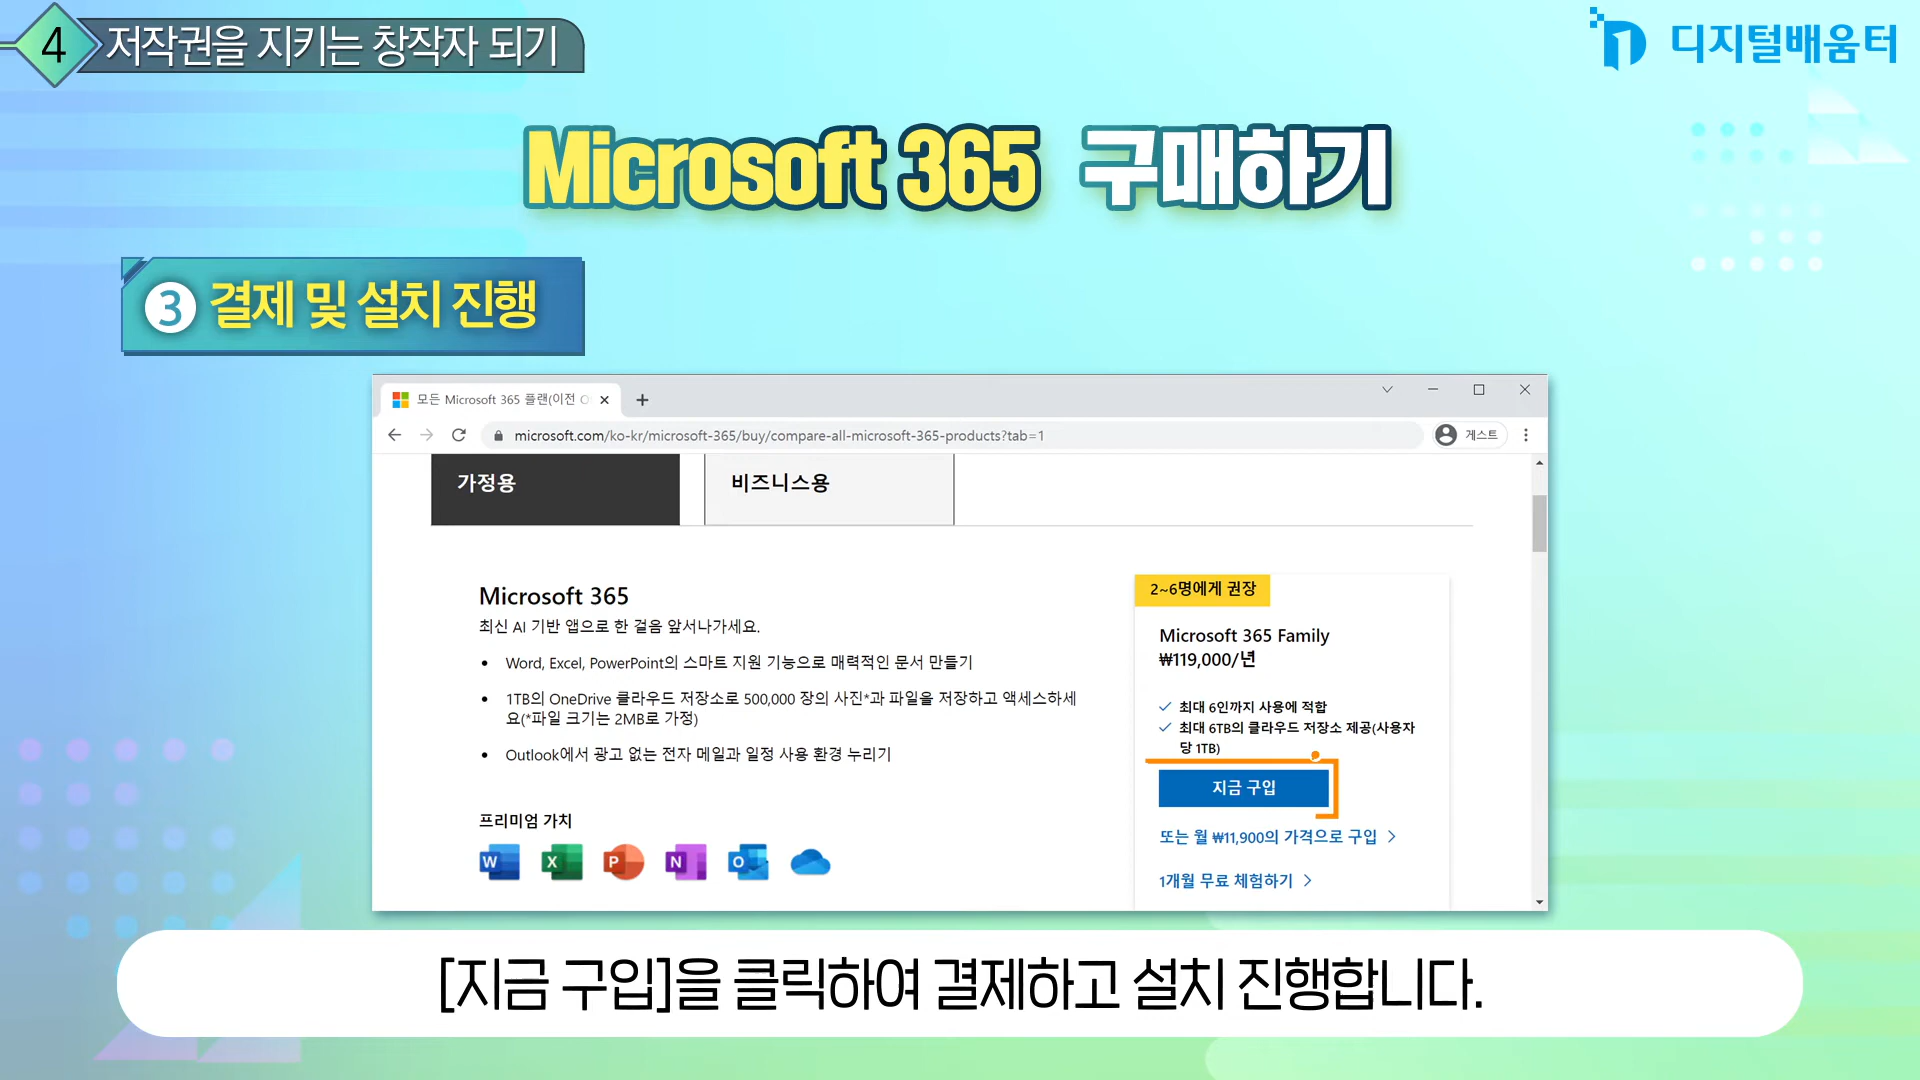 4 저작권을 지키는 창작자 되기
디지털배움터
Microsoft 365 구매하기
3 결제 및 설치 진행
모든 Microsoft 365 플랜(이전 O
microsoft.com/ko-kr/microsoft-365/buy/compare-all-microsoft-365-products?tab=1
게스트
가정용
비즈니스용
Microsoft 365
최신 AI 기반 앱으로 한 걸음 앞서나가세요.
• Word, Excel, PowerPoint의 스마트 지원 기능으로 매력적인 문서 만들기
• 1TB의 OneDrive 클라우드 저장소로 500,000 장의 사진*과 파일을 저장하고 액세스하세
요(*파일 크기는 2MB로 가정)
• Outlook에서 광고 없는 전자 메일과 일정 사용 환경 누리기
프리미엄 가치
W X P N O
2~6명에게 권장
Microsoft 365 Family
₩119,000/년
최대 6인까지 사용에 적합
최대 6TB의 클라우드 저장소 제공(사용자
당 1TB)
지금 구입
또는 월 ₩11,900의 가격으로 구입
1개월 무료 체험하기
[지금 구입]을 클릭하여 결제하고 설치 진행합니다.